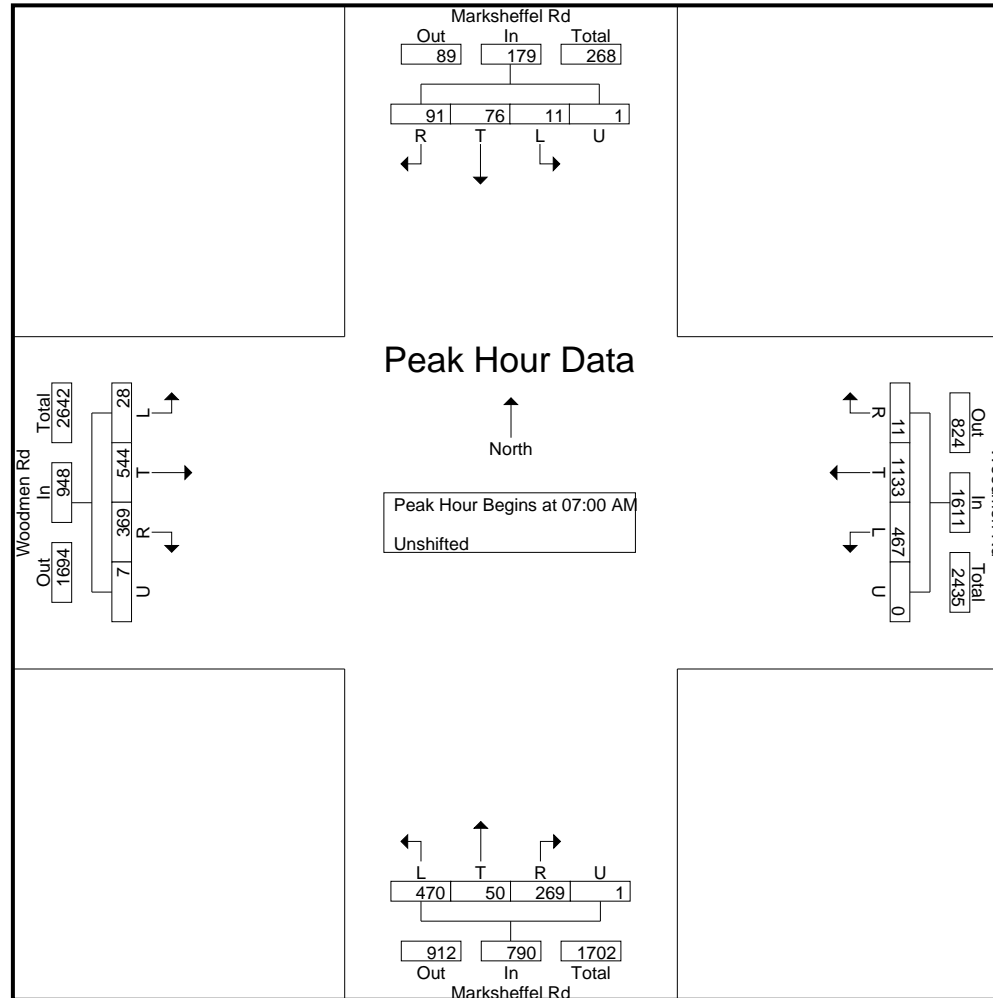 Marksheffel Rd
Out In Total
89 179 268
91 76 11 1
R T L U
Peak Hour Data
North
Peak Hour Begins at 07:00 AM
Unshifted
Woodmen Rd
Out In Total
1694 948 2642
28 544 369 7
L T R U
Out In Total
824 1611 2435
11 1133 467 0
R T L U
L T R U
470 50 269 1
912 790 1702
Out In Total
Marksheffel Rd